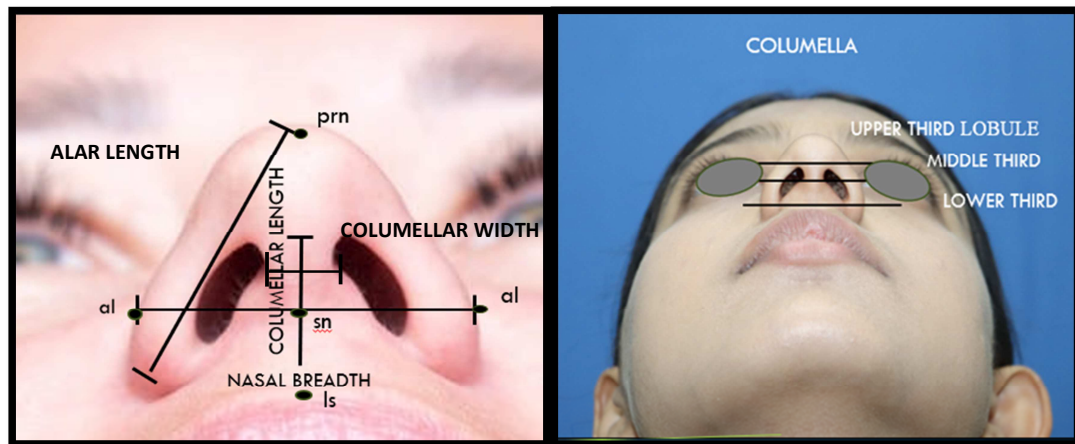 prn
ALAR LENGTH
COLUMELLAR LENGTH
COLUMELLAR WIDTH
al
al
sn
NASAL BREADTH
ls
COLUMELLA
UPPER THIRD LOBULE
MIDDLE THIRD
LOWER THIRD